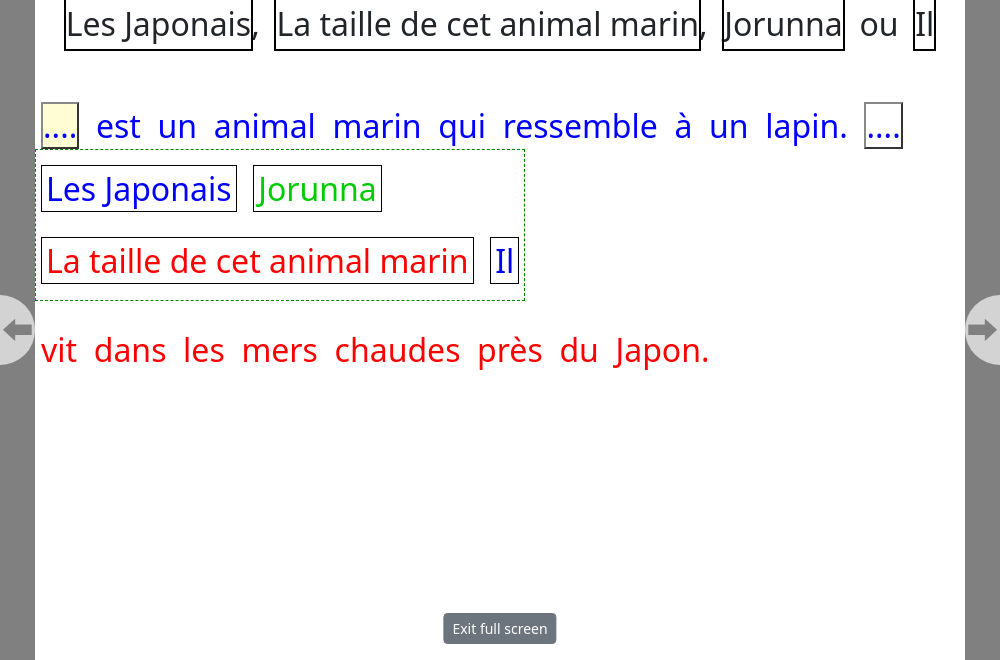 Les Japonais, La taille de cet animal marin, Jorunna ou Il
.... est un animal marin qui ressemble à un lapin. ....
Les Japonais Jorunna
La taille de cet animal marin Il
vit dans les mers chaudes près du Japon.
Exit full screen